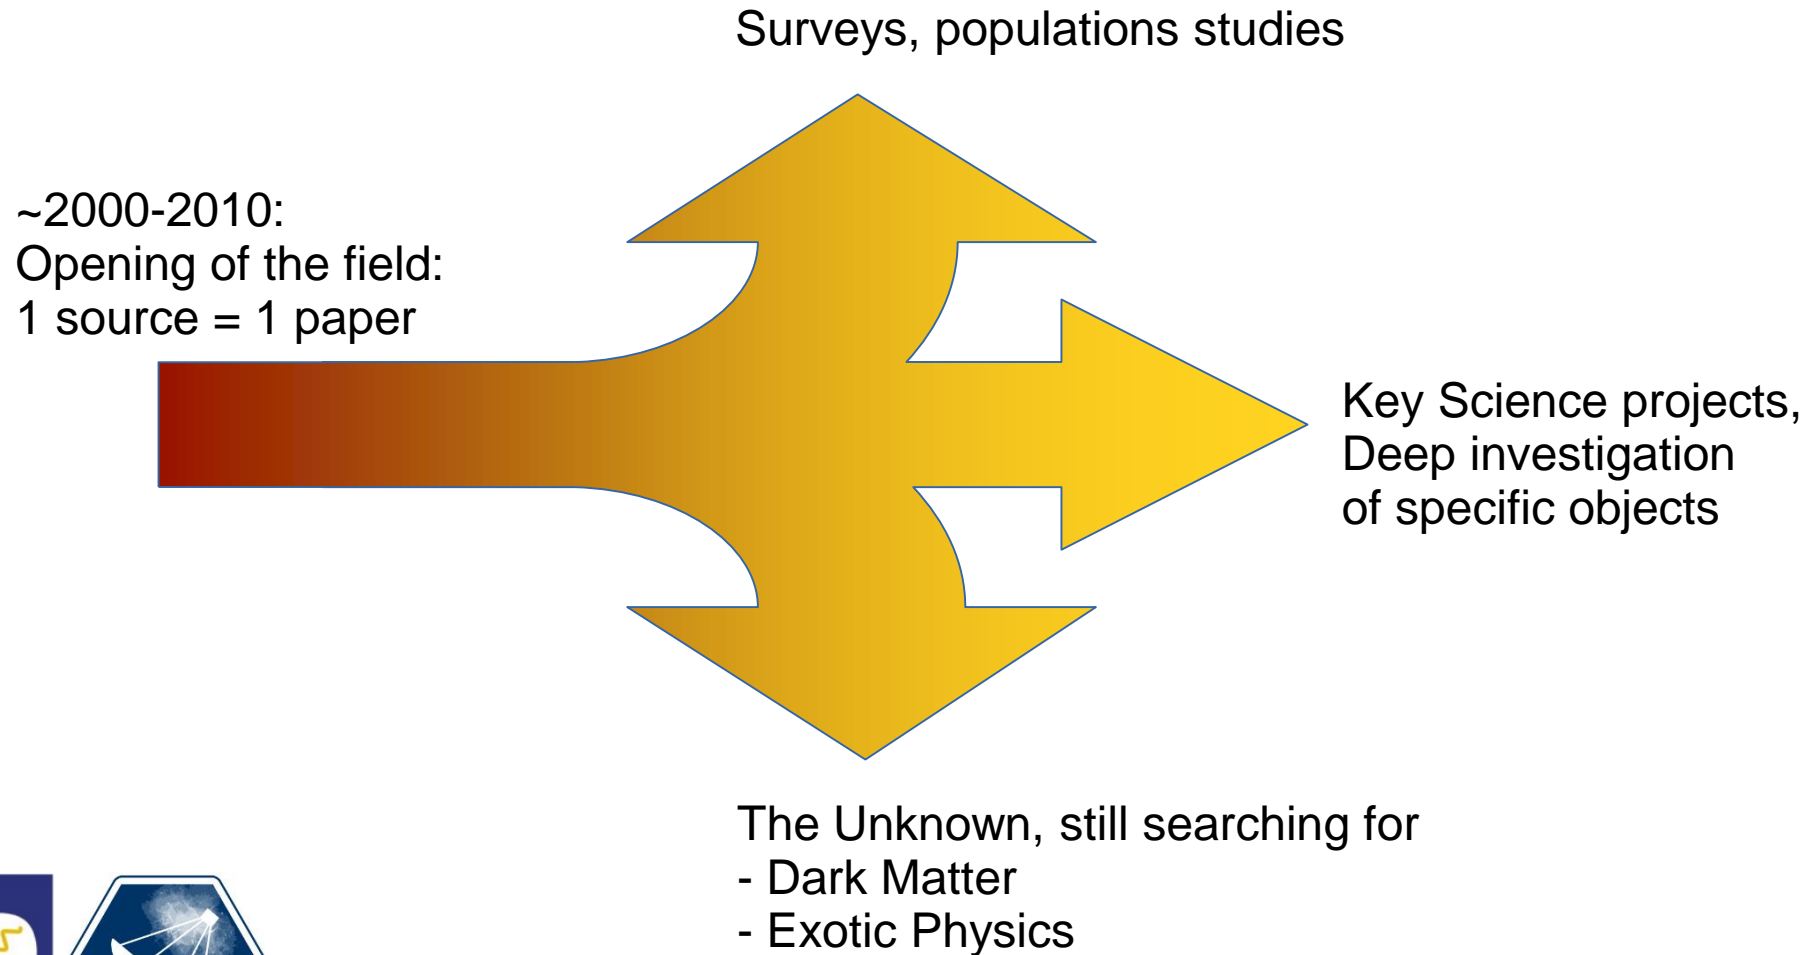 Surveys, populations studies
~2000-2010:
Opening of the field:
1 source = 1 paper
Key Science projects,
Deep investigation
of specific objects
The Unknown, still searching for
- Dark Matter
- Exotic Physics